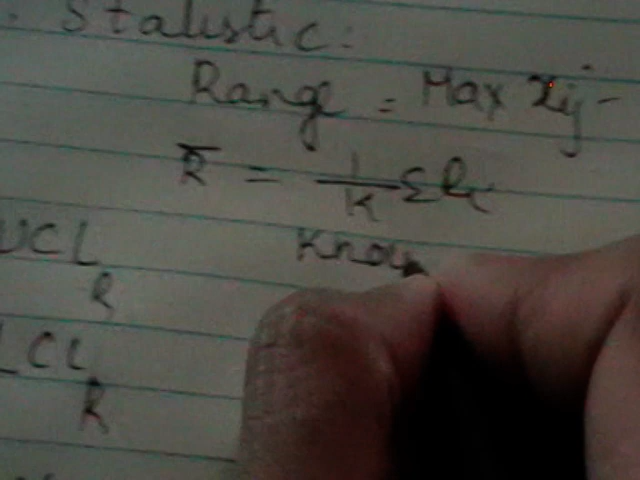 Statistic:
Range = Max xij -
R̄ = 1/K ΣRi
UCL R Know
LCL R